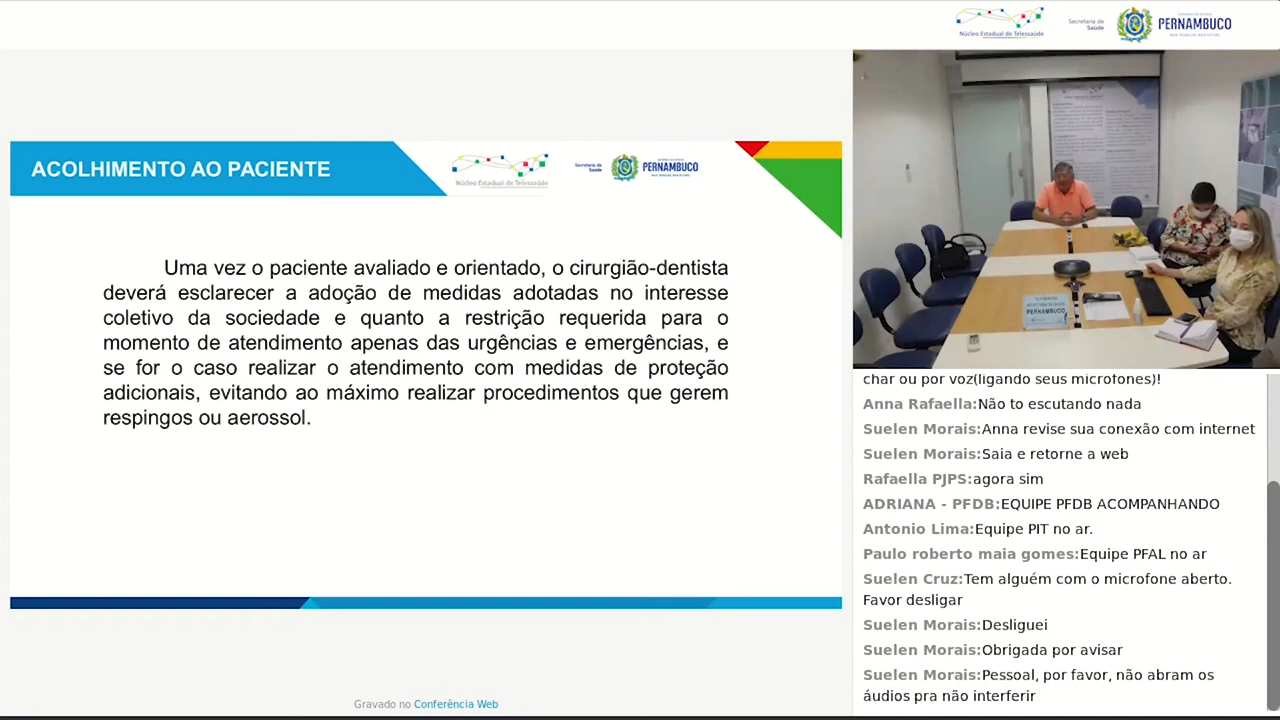 Núcleo Estadual de Telessaúde
Secretaria de
Saúde
PERNAMBUCO
ACOLHIMENTO AO PACIENTE
Núcleo Estadual de Telessaúde
Secretaria de
Saúde
PERNAMBUCO
Uma vez o paciente avaliado e orientado, o cirurgião-dentista
deverá esclarecer a adoção de medidas adotadas no interesse
coletivo da sociedade e quanto a restrição requerida para o
momento de atendimento apenas das urgências e emergências, e
se for o caso realizar o atendimento com medidas de proteção
adicionais, evitando ao máximo realizar procedimentos que gerem
respingos ou aerossol.
Gravado no Conferência Web
PERNAMBUCO
char ou por voz(ligando seus microfones)!
Anna Rafaella:Não to escutando nada
Suelen Morais:Anna revise sua conexão com internet
Suelen Morais:Saia e retorne a web
Rafaella PJPS:agora sim
ADRIANA - PFDB:EQUIPE PFDB ACOMPANHANDO
Antonio Lima:Equipe PIT no ar.
Paulo roberto maia gomes:Equipe PFAL no ar
Suelen Cruz:Tem alguém com o microfone aberto.
Favor desligar
Suelen Morais:Desliguei
Suelen Morais:Obrigada por avisar
Suelen Morais:Pessoal, por favor, não abram os
áudios pra não interferir